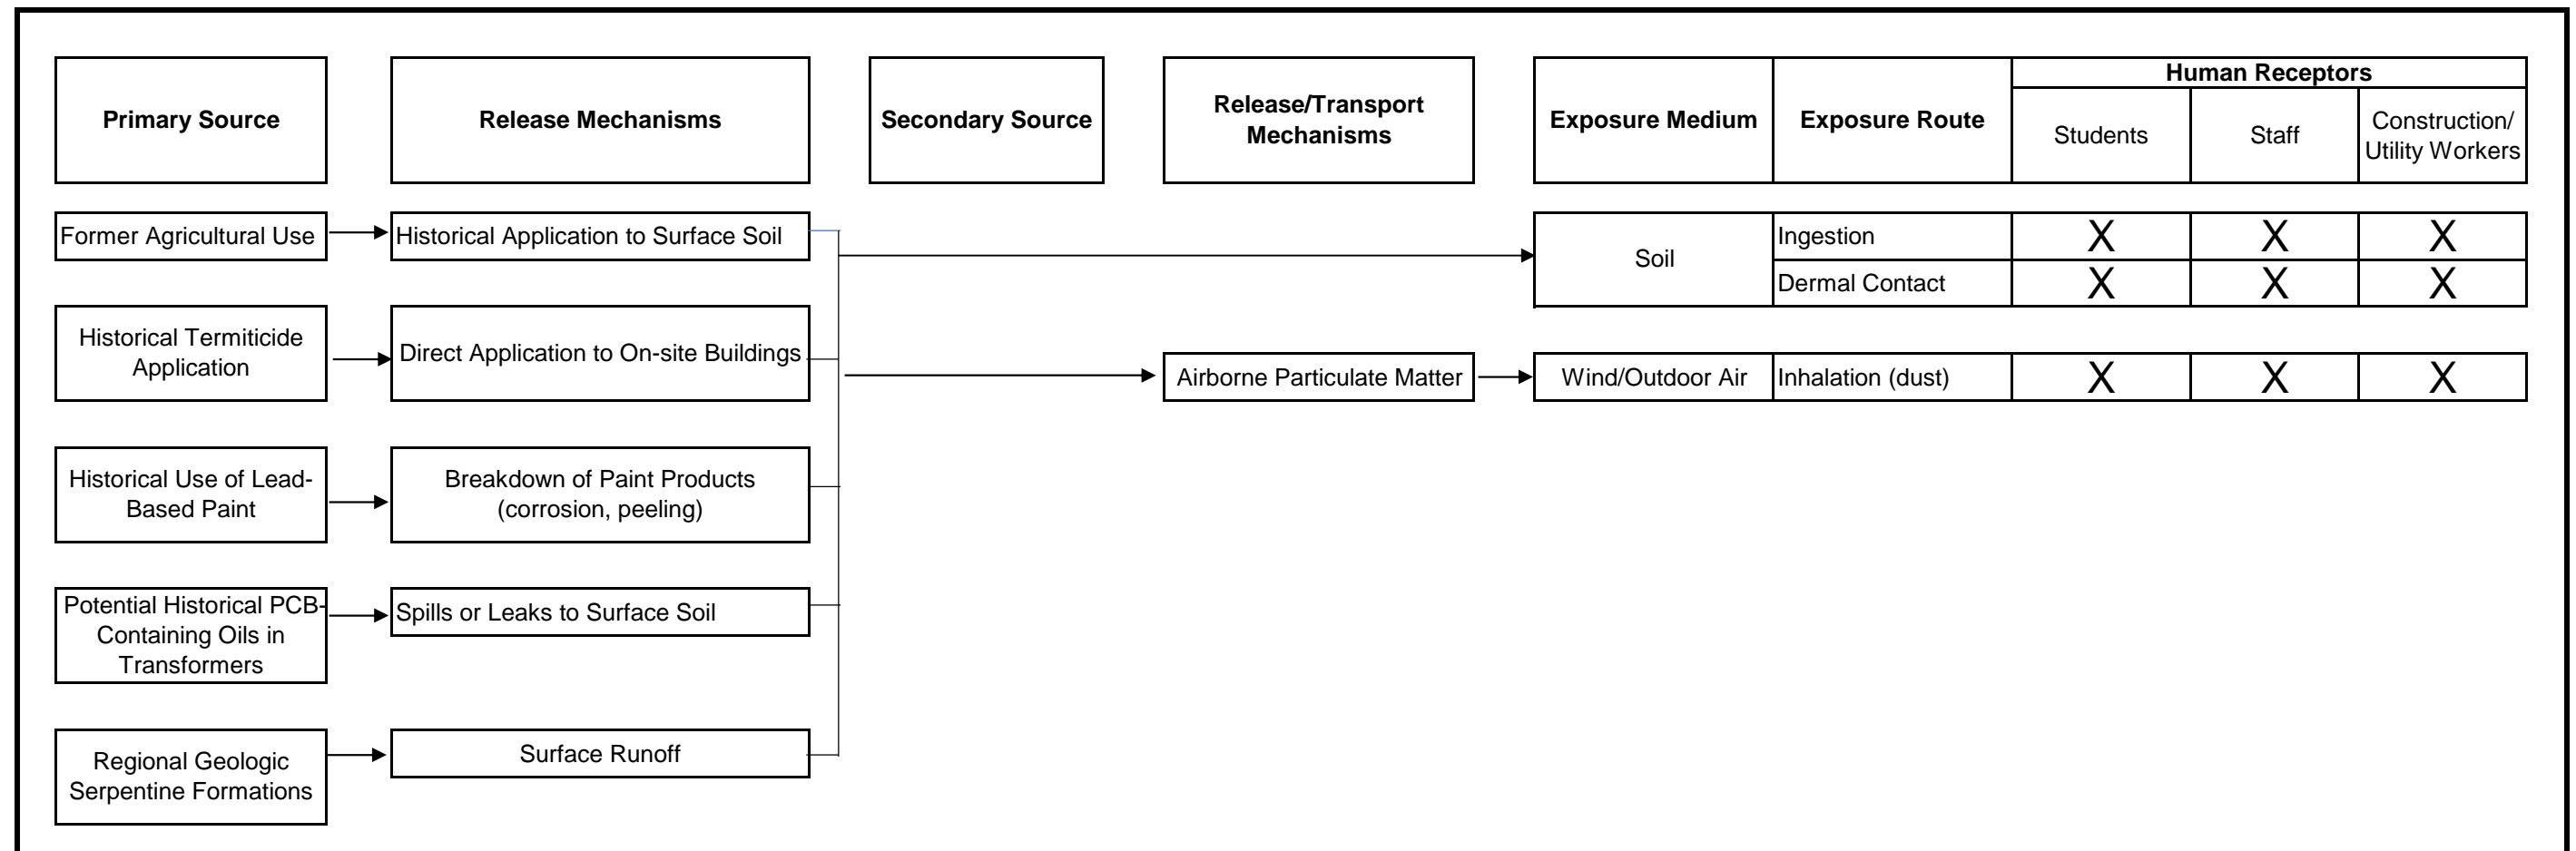 Primary Source
Release Mechanisms
Secondary Source
Release/Transport
Mechanisms
Exposure Medium
Exposure Route
Human Receptors
Students
Staff
Construction/
Utility Workers
Former Agricultural Use
Historical Application to Surface Soil
Soil
Ingestion
X
X
X
Dermal Contact
X
X
X
Historical Termiticide
Application
Direct Application to On-site Buildings
Airborne Particulate Matter
Wind/Outdoor Air
Inhalation (dust)
X
X
X
Historical Use of Lead-
Based Paint
Breakdown of Paint Products
(corrosion, peeling)
Potential Historical PCB-
Containing Oils in
Transformers
Spills or Leaks to Surface Soil
Regional Geologic
Serpentine Formations
Surface Runoff